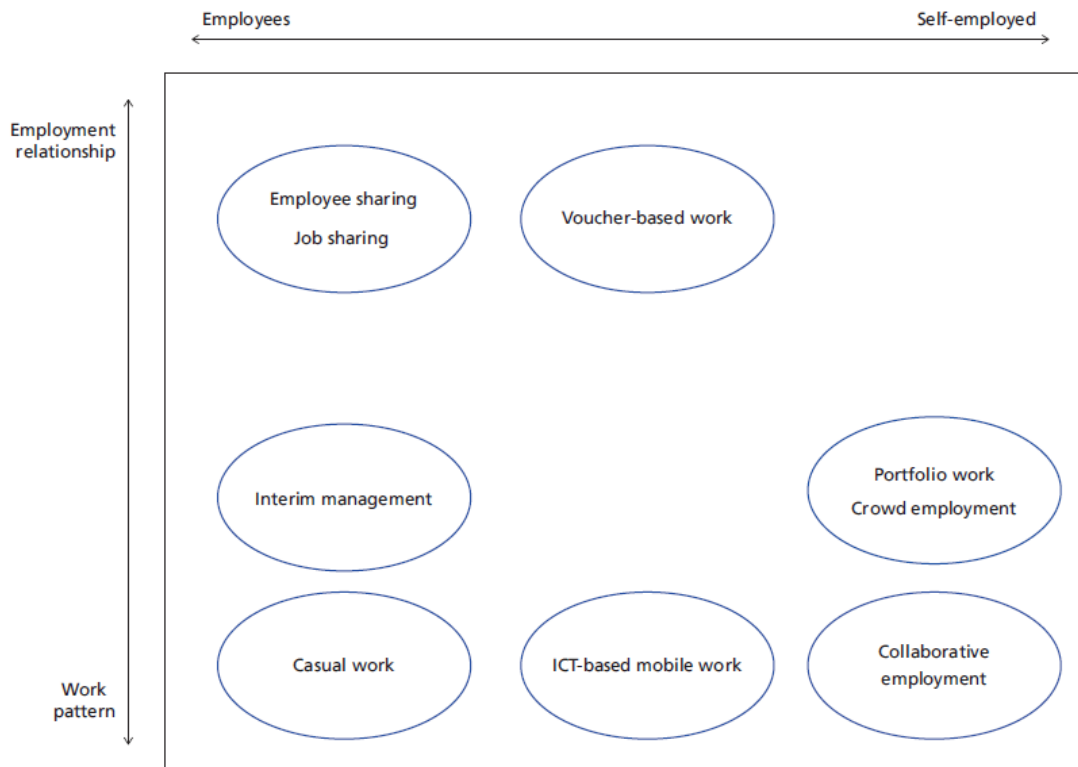 Employees
Self-employed
Employment
relationship
Employee sharing
Job sharing
Voucher-based work
Interim management
Portfolio work
Crowd employment
Casual work
ICT-based mobile work
Collaborative
employment
Work
pattern